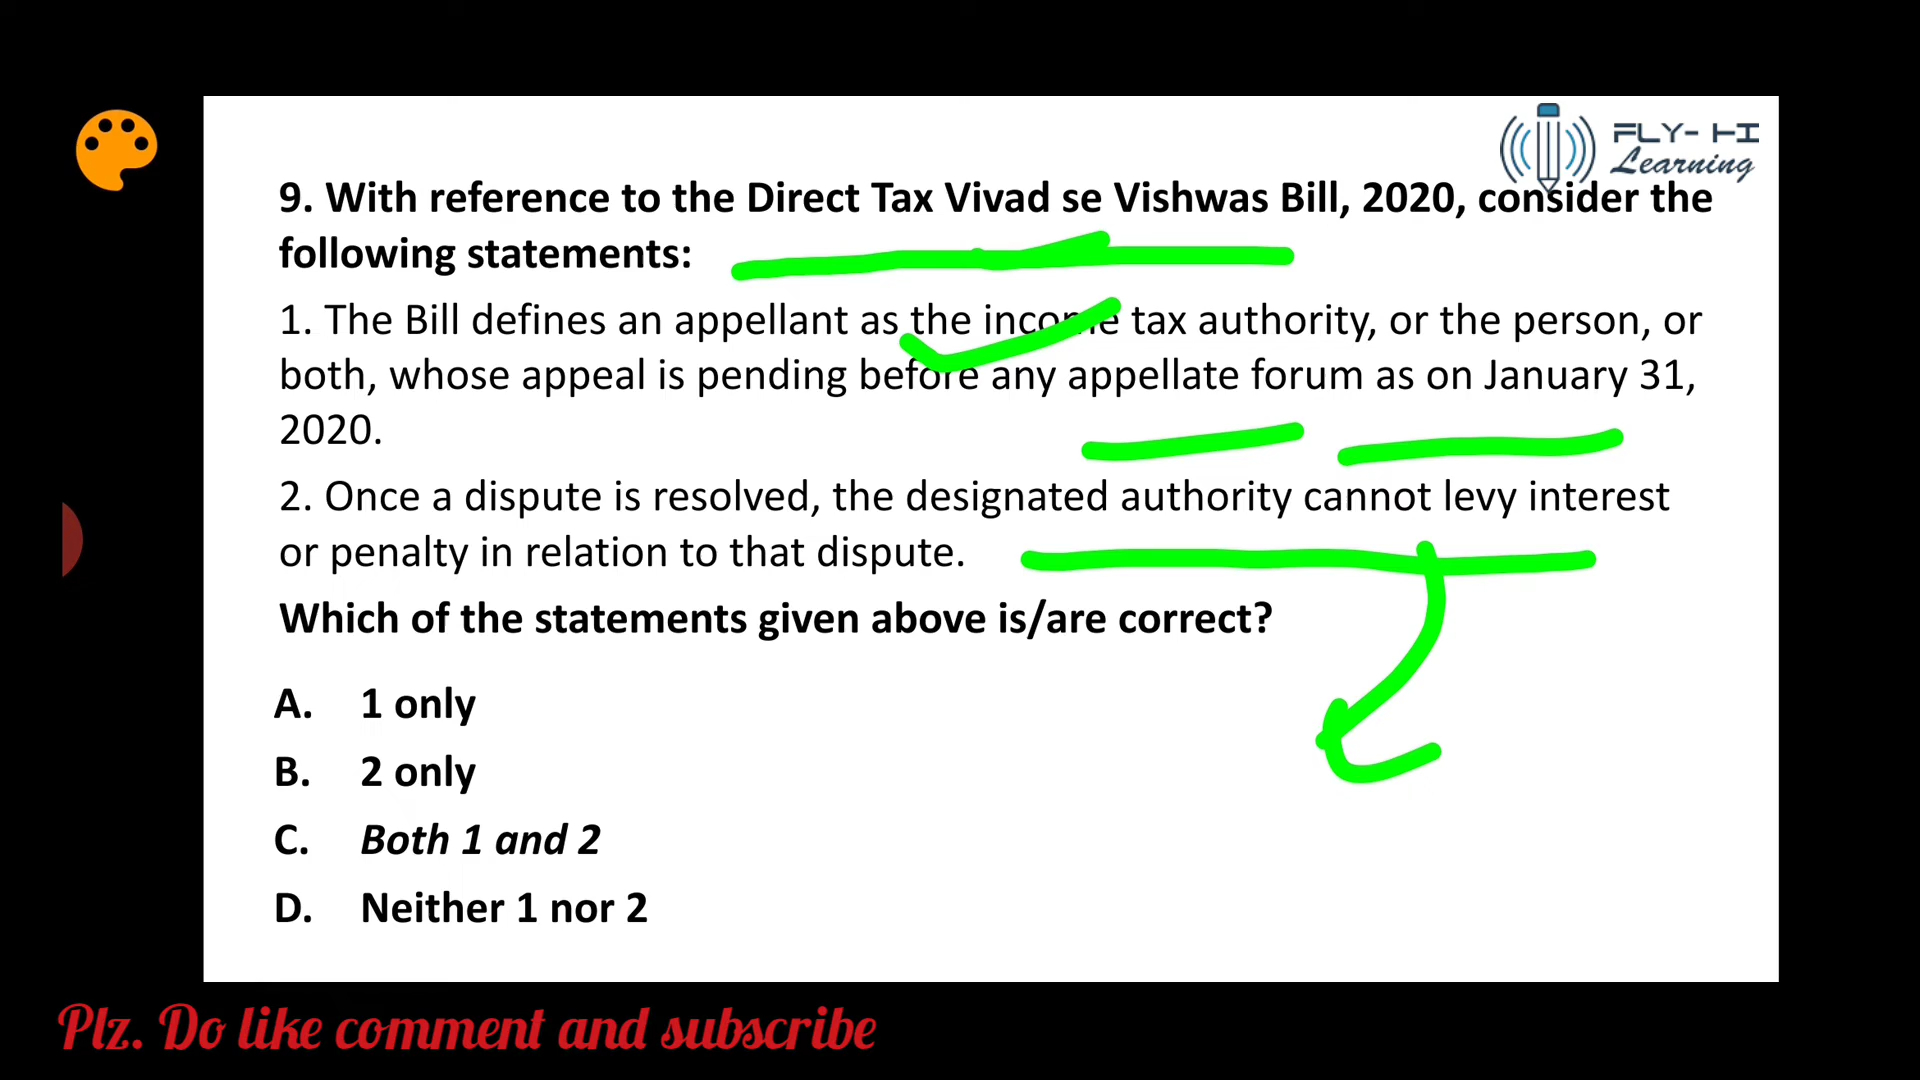 FLY- HI
Learning
9. With reference to the Direct Tax Vivad se Vishwas Bill, 2020, consider the
following statements:
1. The Bill defines an appellant as the income tax authority, or the person, or
both, whose appeal is pending before any appellate forum as on January 31,
2020.
2. Once a dispute is resolved, the designated authority cannot levy interest
or penalty in relation to that dispute.
Which of the statements given above is/are correct?
A. 1 only
B. 2 only
C. Both 1 and 2
D. Neither 1 nor 2
Plz. Do like comment and subscribe